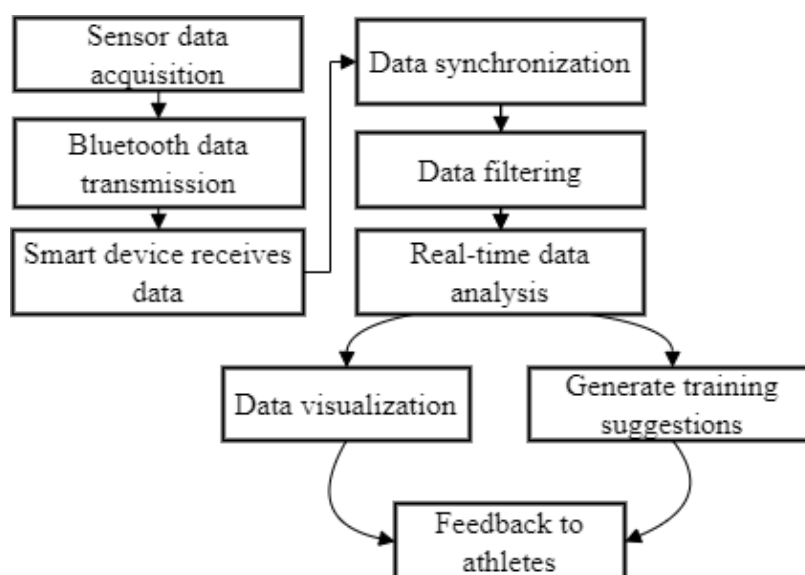 Sensor data
acquisition
Bluetooth data
transmission
Smart device receives
data
Data synchronization
Data filtering
Real-time data
analysis
Data visualization
Generate training
suggestions
Feedback to
athletes